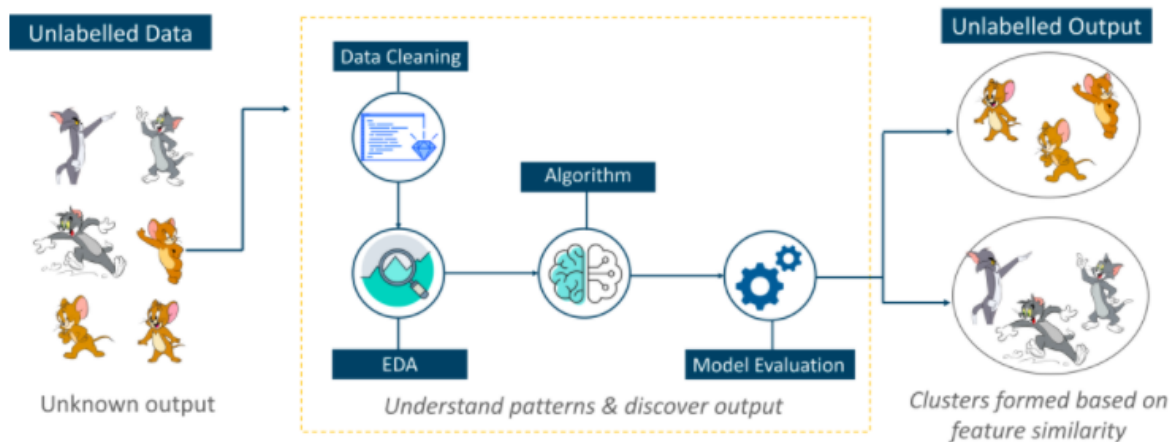 Unlabelled Data
Unknown output
Data Cleaning
EDA
Algorithm
Model Evaluation
Understand patterns & discover output
Unlabelled Output
Clusters formed based on
feature similarity